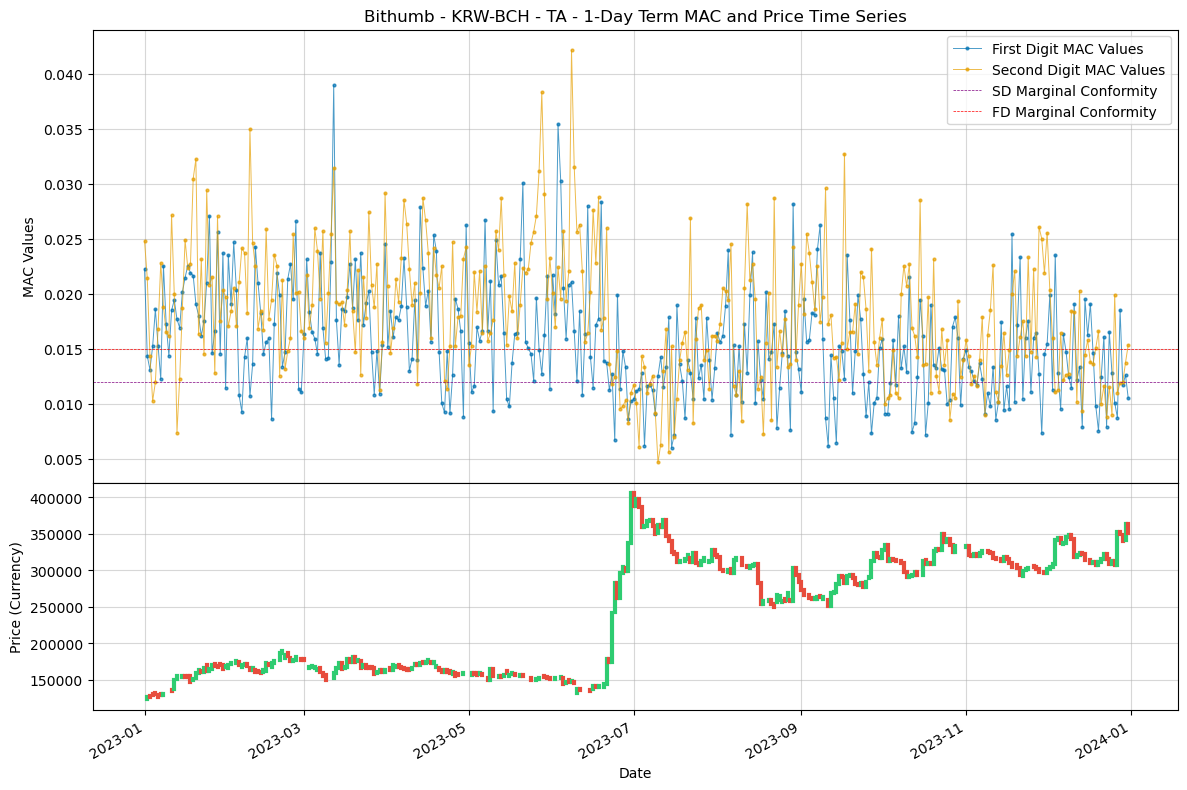 Bithumb - KRW-BCH - TA - 1-Day Term MAC and Price Time Series
First Digit MAC Values
Second Digit MAC Values
SD Marginal Conformity
FD Marginal Conformity
MAC Values
0.040
0.035
0.030
0.025
0.020
0.015
0.010
0.005
Price (Currency)
400000
350000
300000
250000
200000
150000
2023-01
2023-03
2023-05
2023-07
2023-09
2023-11
2024-01
Date